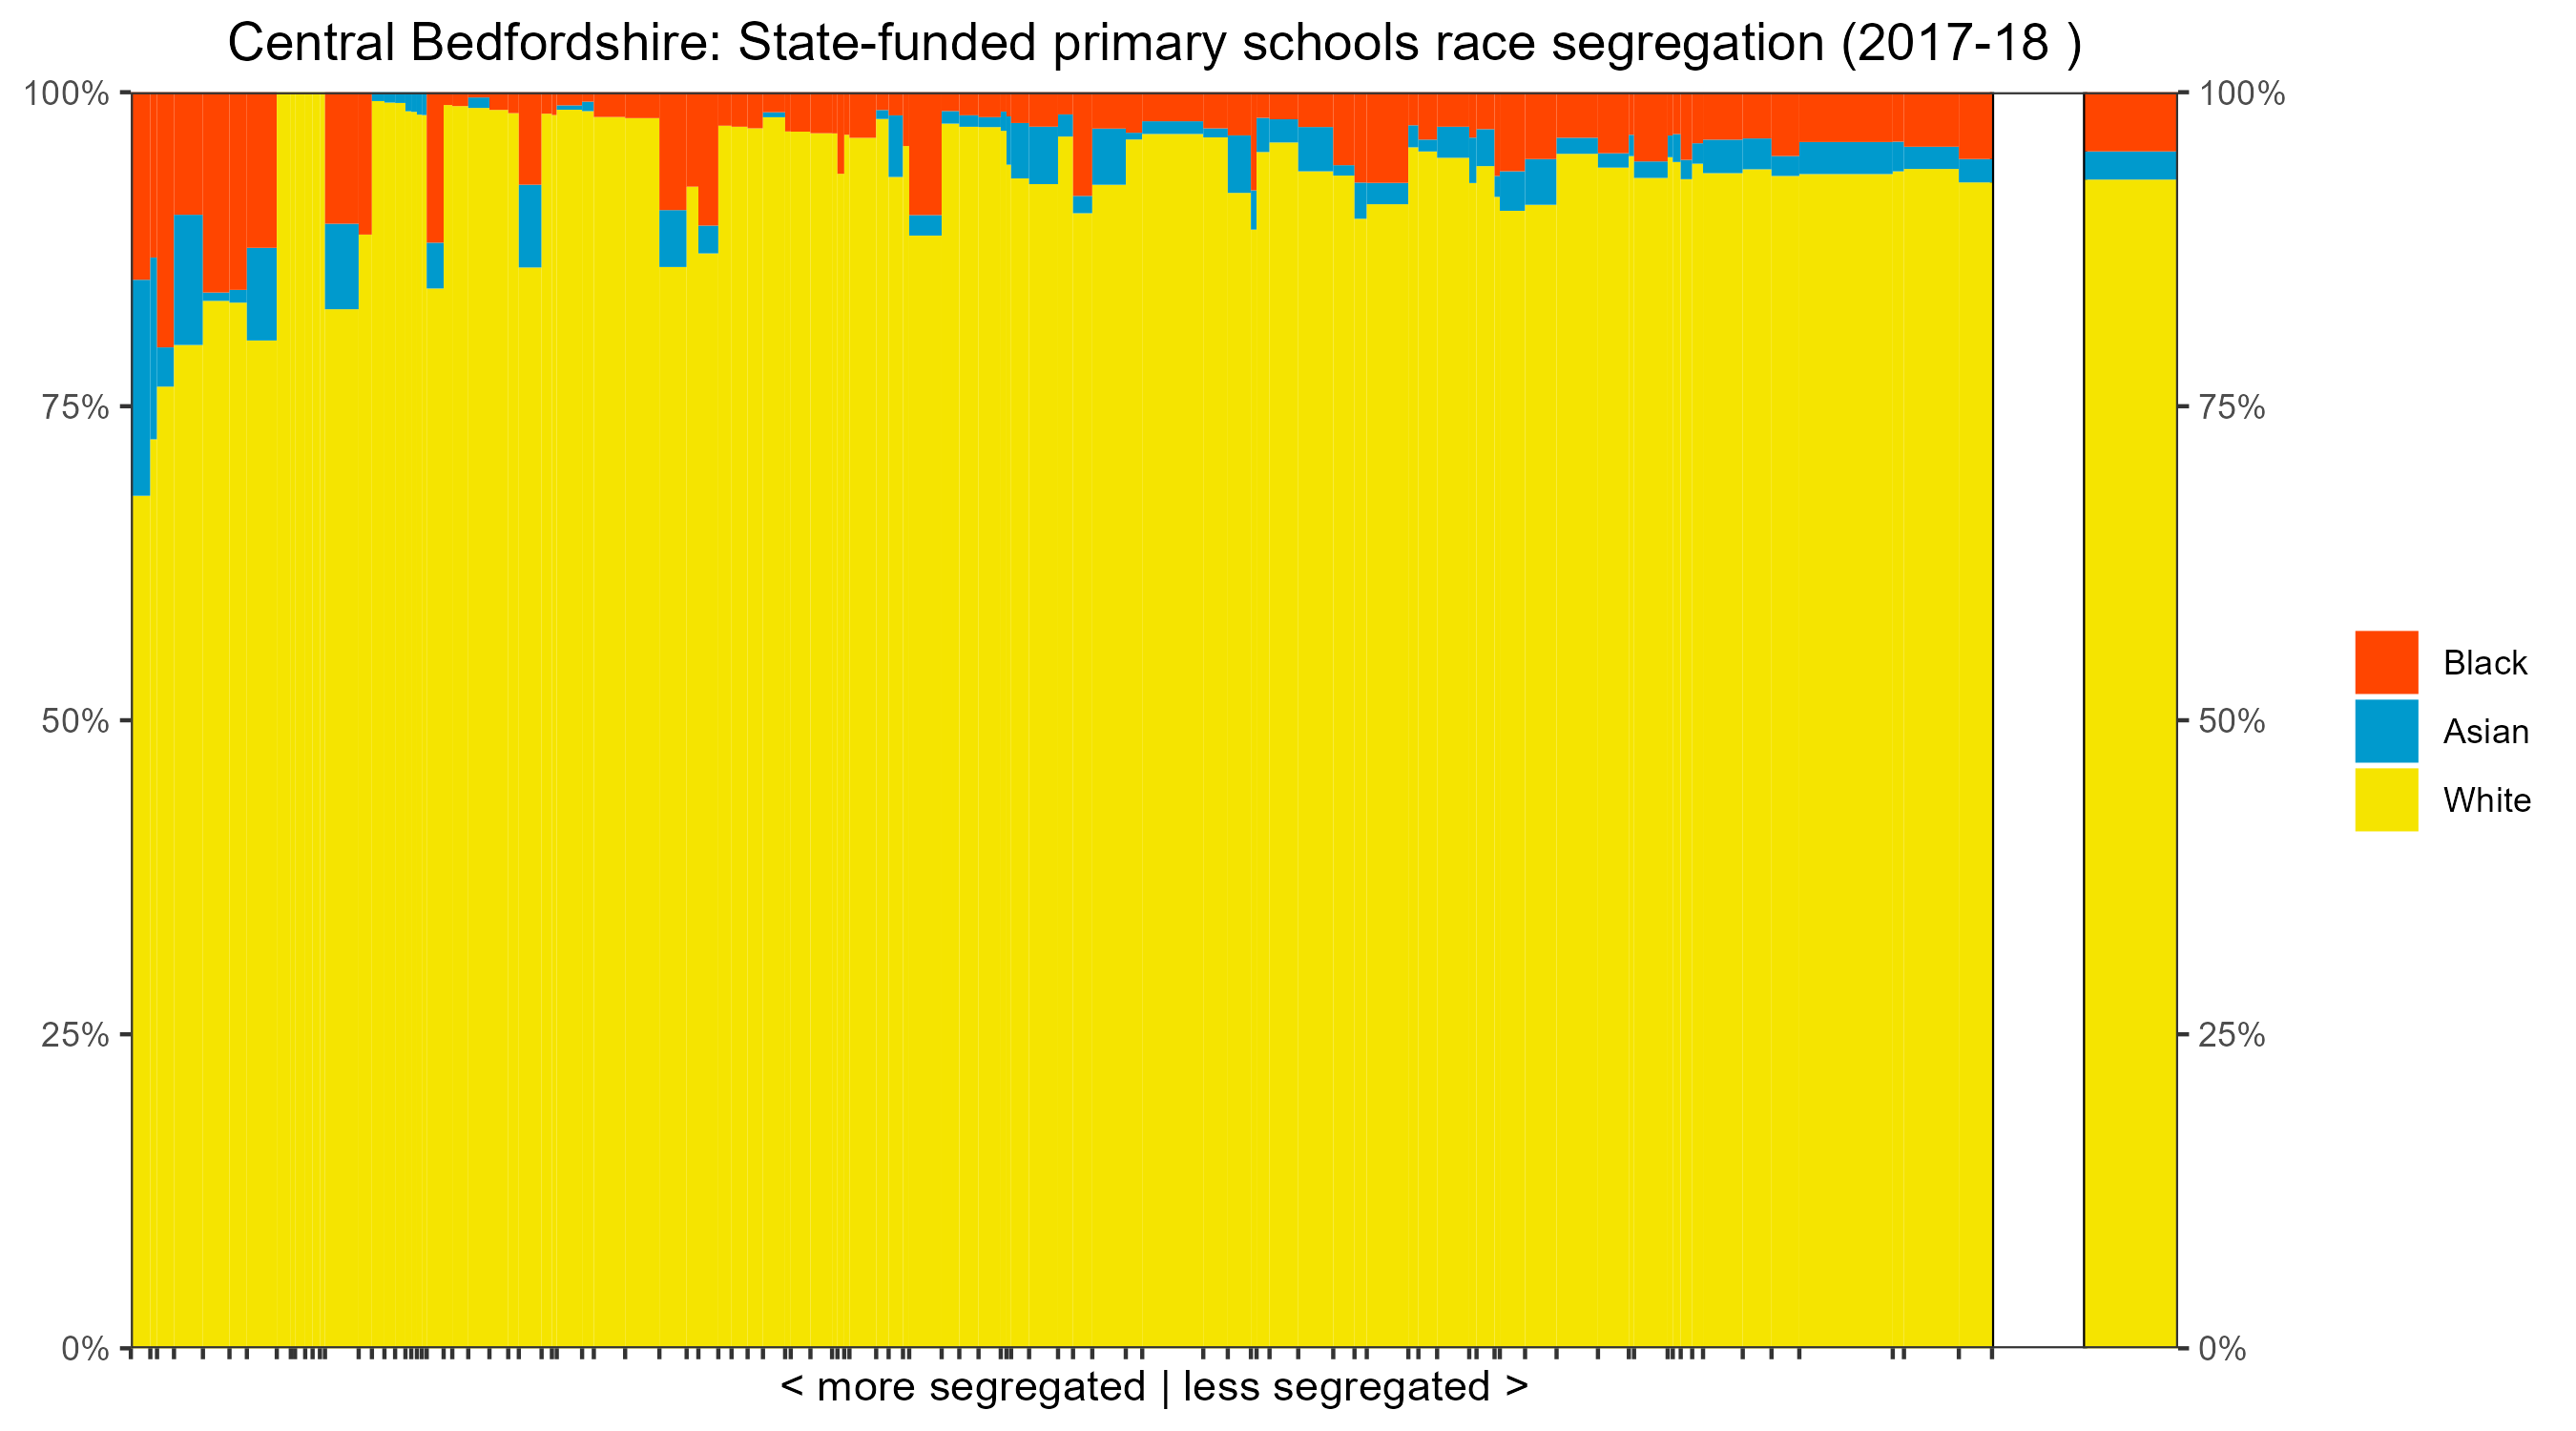 Central Bedfordshire: State-funded primary schools race segregation (2017-18 )
100%
75%
50%
25%
0%
100%
75%
50%
25%
0%
Black
Asian
White
< more segregated | less segregated >